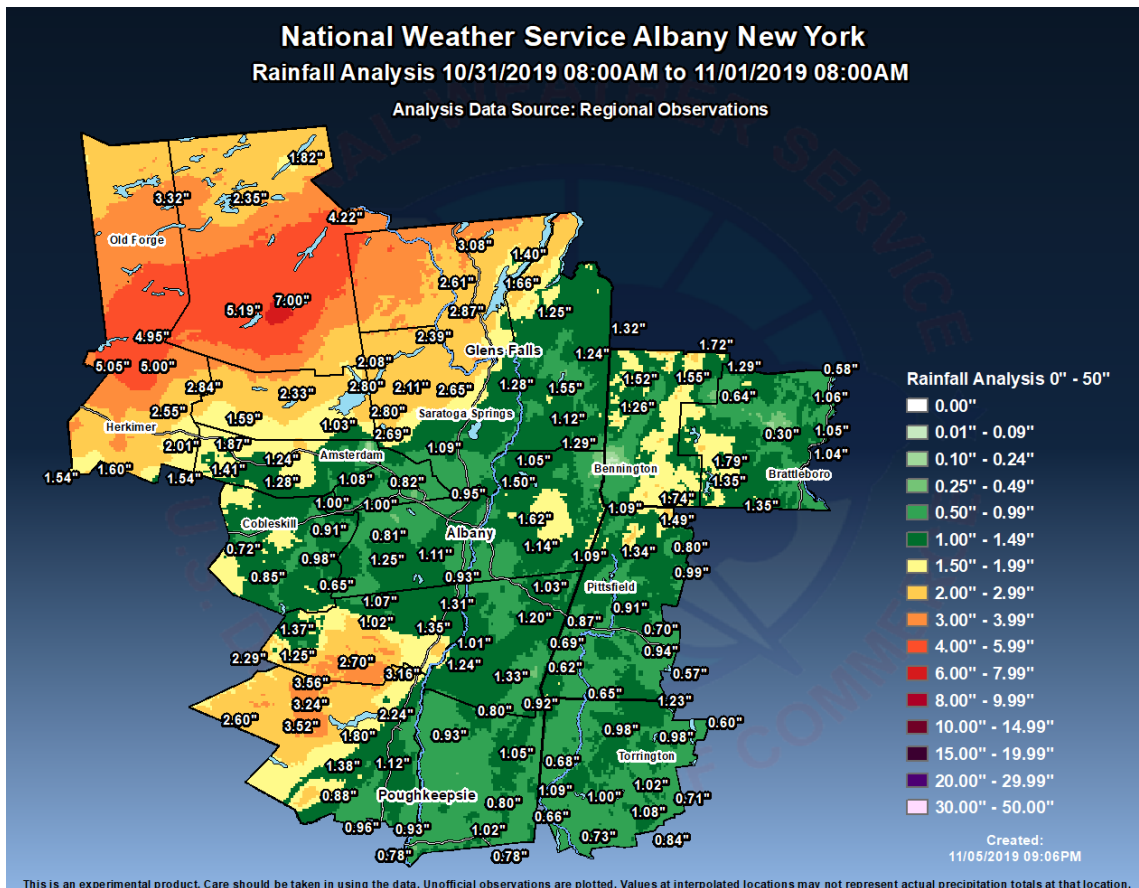 National Weather Service Albany New York
Rainfall Analysis 10/31/2019 08:00AM to 11/01/2019 08:00AM
Analysis Data Source: Regional Observations
1.82"
3.32" 2.35"
4.22"
Old Forge
3.08"
1.40"
2.61" 1.66"
7.00"
5.19" 2.87" 1.25"
4.95" 2.39" 1.32"
Glens Falls 1.72"
5.05" 5.00" 2.08" 1.24" 1.29" 0.58"
2.84" 2.33" 2.80" 2.11" 2.65" 1.28" 1.55" 1.52" 1.55" 0.64" 1.06"
2.55" 1.59" 2.80" Saratoga Springs 1.12" 1.26"
Herkimer 1.03" 2.69" 0.30" 1.05"
2.01" 1.87" 1.09" 1.29" 1.04"
1.60" 1.41" 1.24" Amsterdam 1.05" Bennington 1.79" Brattleboro
1.54" 1.54" 1.28" 1.08" 0.82" 1.50" 1.35"
1.00" 1.00" 0.95" 1.09" 1.74" 1.35"
Cobleskill 0.91" 0.81" Albany 1.62" 1.49"
0.72" 0.98" 1.25" 1.11" 1.14" 1.09" 1.34" 0.80"
0.85" 0.65" 0.93" 1.03" Pittsfield 0.99"
1.07" 1.31" 0.91"
1.37" 1.02" 1.35" 1.20" 0.87" 0.70"
2.29" 1.25" 2.70" 1.01" 0.69" 0.94"
3.56" 3.16" 1.24" 1.33" 0.62" 0.57"
3.24" 0.92" 0.65" 1.23"
2.60" 3.52" 2.24" 0.80" 0.60"
1.80" 0.93" 0.98" 0.98"
1.38" 1.12" 1.05" 0.68" Torrington
0.88" Poughkeepsie 0.80" 1.09" 1.00" 1.02" 0.71"
0.96" 0.93" 1.02" 0.66" 0.73" 1.08" 0.84"
0.78" 0.78"
Rainfall Analysis 0" - 50"
0.00"
0.01" - 0.09"
0.10" - 0.24"
0.25" - 0.49"
0.50" - 0.99"
1.00" - 1.49"
1.50" - 1.99"
2.00" - 2.99"
3.00" - 3.99"
4.00" - 5.99"
6.00" - 7.99"
8.00" - 9.99"
10.00" - 14.99"
15.00" - 19.99"
20.00" - 29.99"
30.00" - 50.00"
Created:
11/05/2019 09:06PM
This is an experimental product. Care should be taken in using the data. Unofficial observations are plotted. Values at interpolated locations may not represent actual precipitation totals at that location.